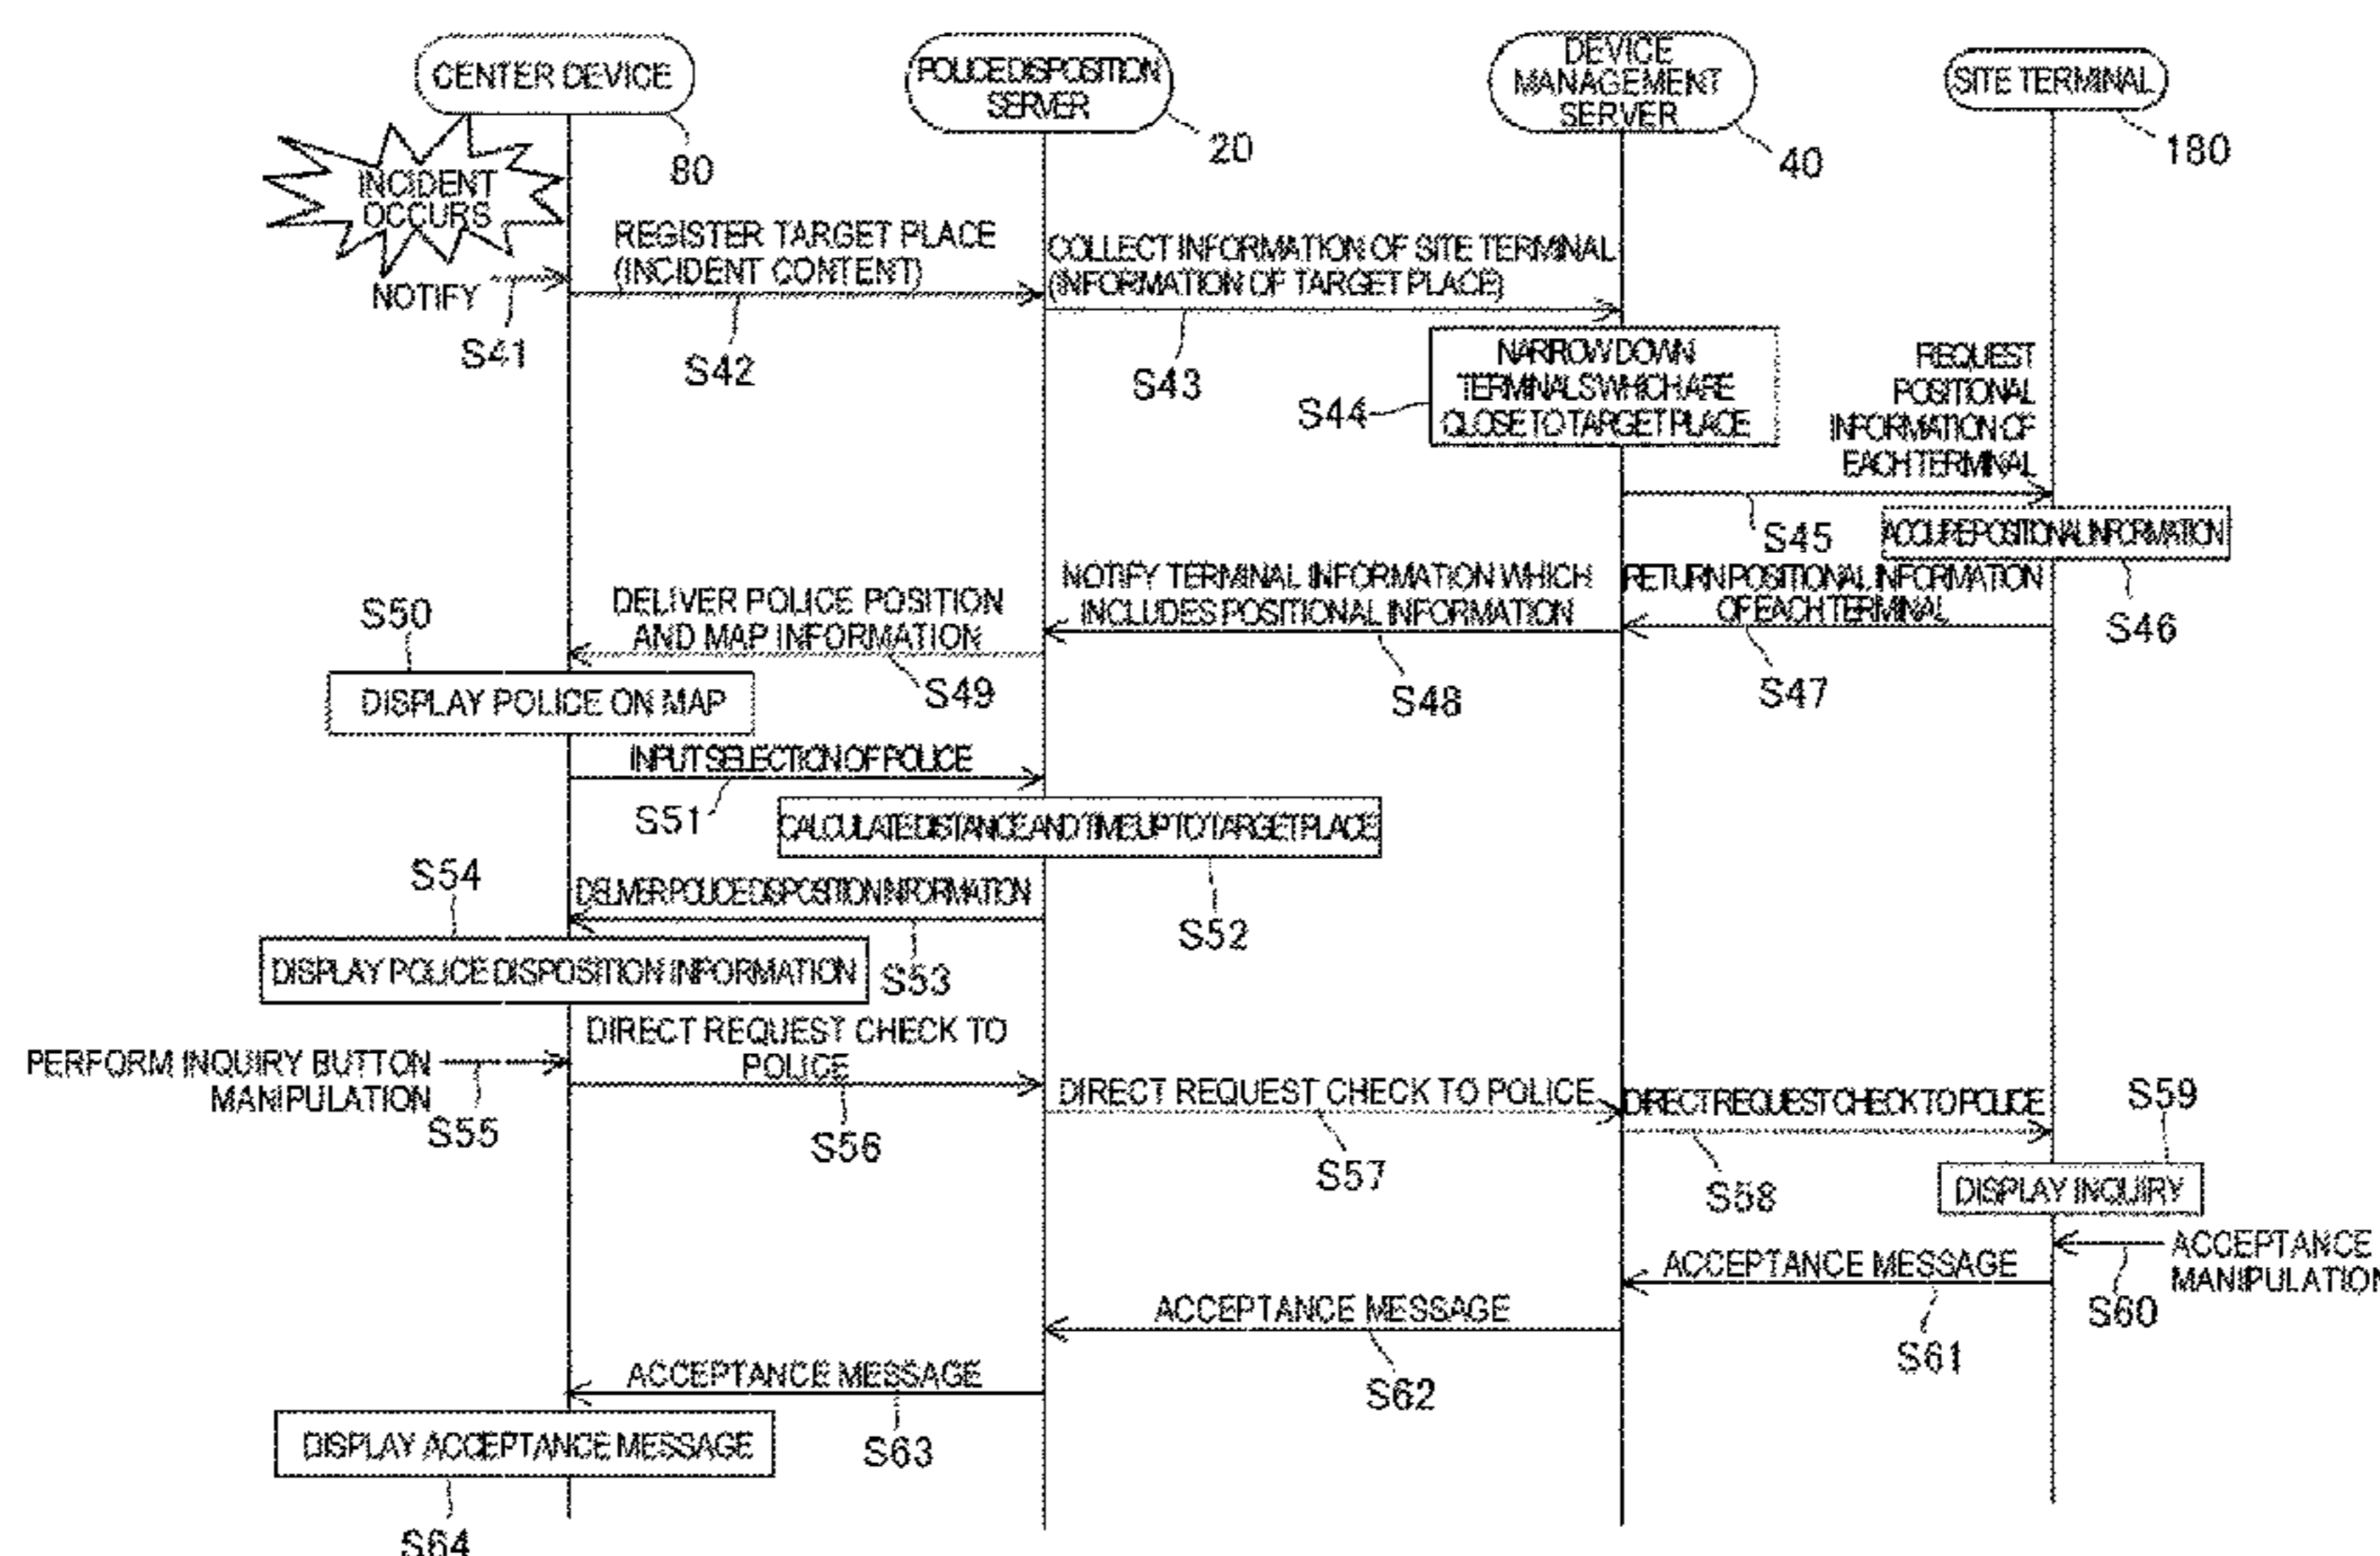 CENTER DEVICE
POLICE DISPOSITION
SERVER
DEVICE
MANAGEMENT
SERVER
SITE TERMINAL
80
20
40
180
INCIDENT
OCCURS
NOTIFY
S41
REGISTER TARGET PLACE
(INCIDENT CONTENT)
S42
COLLECT INFORMATION OF SITE TERMINAL
(INFORMATION OF TARGET PLACE)
S43
NARROW DOWN
TERMINALS WHICH ARE
CLOSE TO TARGET PLACE
S44
REQUEST
POSITIONAL
INFORMATION OF
EACH TERMINAL
S45
ACQUIRE POSITIONAL INFORMATION
S46
RETURN POSITIONAL INFORMATION
OF EACH TERMINAL
S47
NOTIFY TERMINAL INFORMATION WHICH
INCLUDES POSITIONAL INFORMATION
S48
DELIVER POLICE POSITION
AND MAP INFORMATION
S49
S50
DISPLAY POLICE ON MAP
INPUT SELECTION OF POLICE
S51
CALCULATE DISTANCE AND TIME UP TO TARGET PLACE
S52
DELIVER POLICE DISPOSITION INFORMATION
S53
S54
DISPLAY POLICE DISPOSITION INFORMATION
PERFORM INQUIRY BUTTON
MANIPULATION
S55
DIRECT REQUEST CHECK TO
POLICE
S56
DIRECT REQUEST CHECK TO POLICE
S57
DIRECT REQUEST CHECK TO POLICE
S58
S59
DISPLAY INQUIRY
ACCEPTANCE
MANIPULATION
S60
ACCEPTANCE MESSAGE
S61
ACCEPTANCE MESSAGE
S62
ACCEPTANCE MESSAGE
S63
DISPLAY ACCEPTANCE MESSAGE
S64